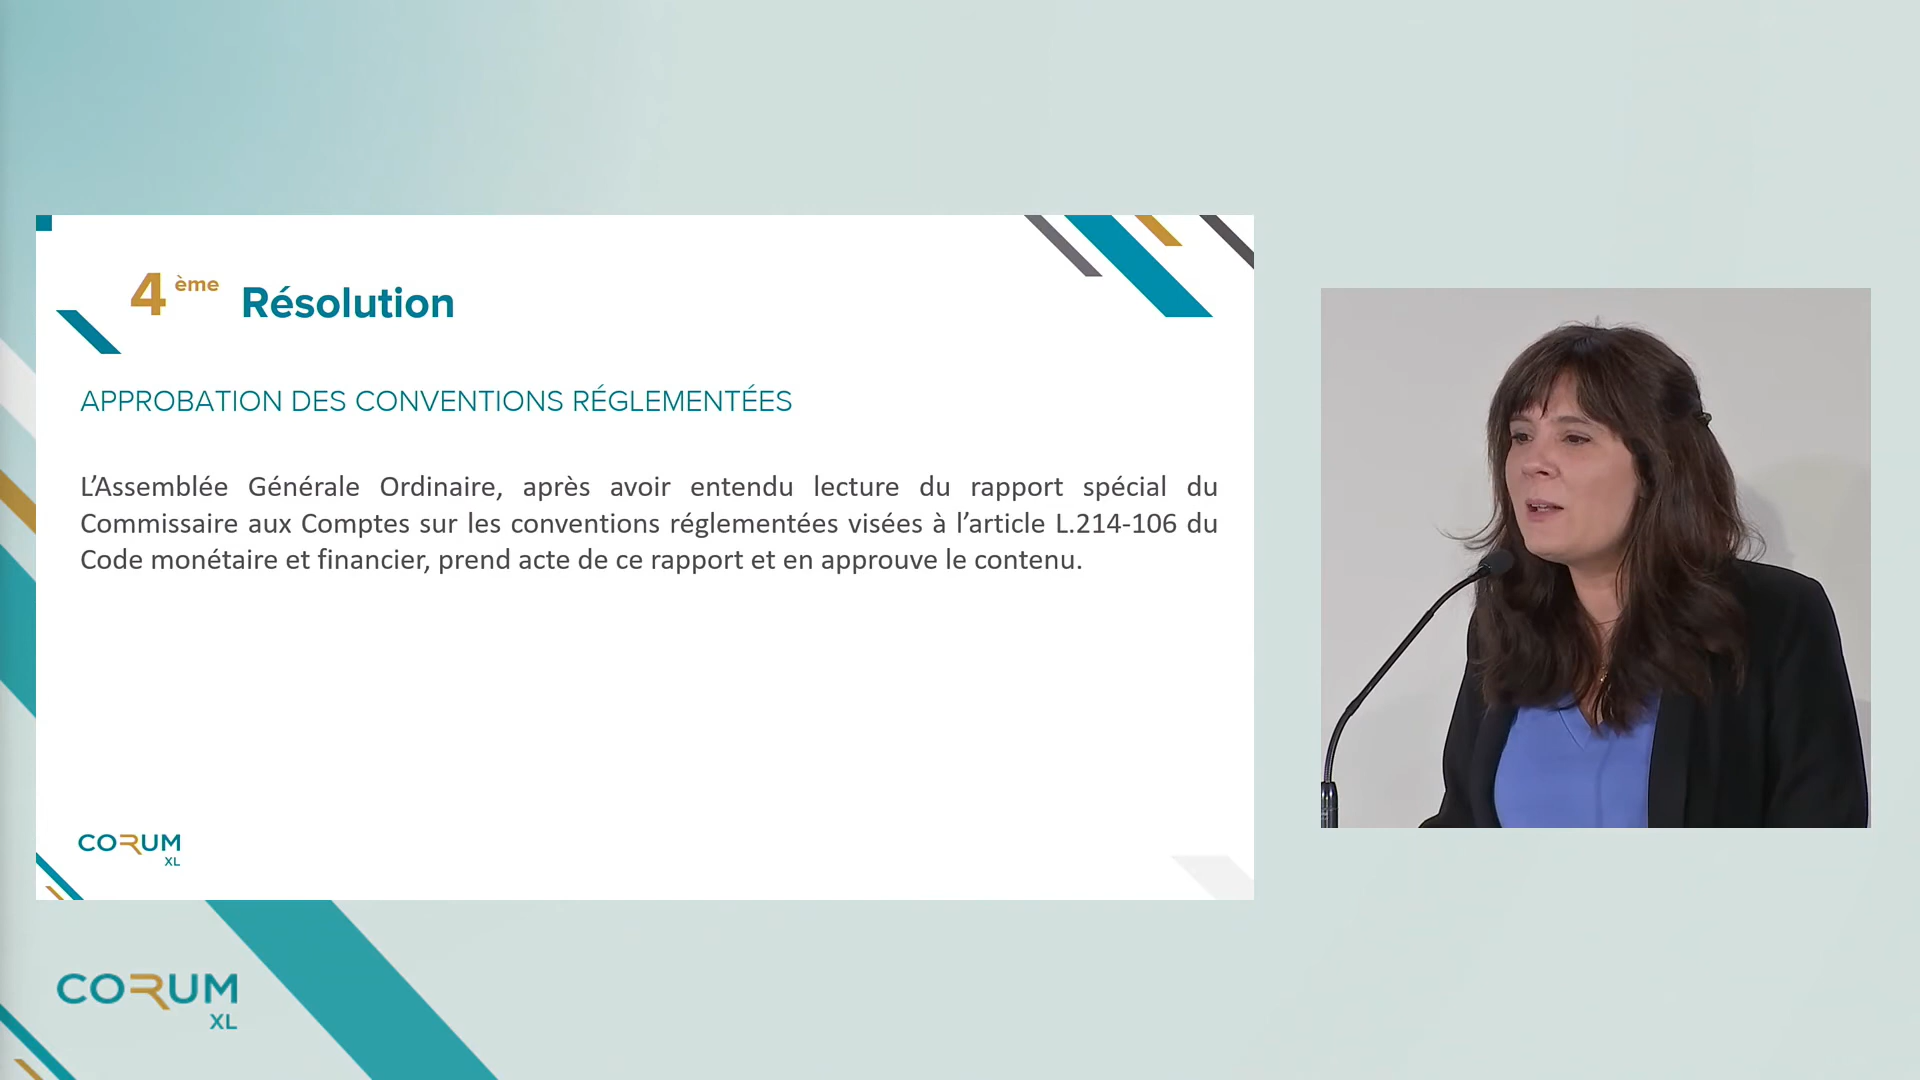 4 ème Résolution
APPROBATION DES CONVENTIONS RÉGLEMENTÉES
L’Assemblée Générale Ordinaire, après avoir entendu lecture du rapport spécial du
Commissaire aux Comptes sur les conventions réglementées visées à l’article L.214-106 du
Code monétaire et financier, prend acte de ce rapport et en approuve le contenu.
CORUM
XL
CORUM
XL